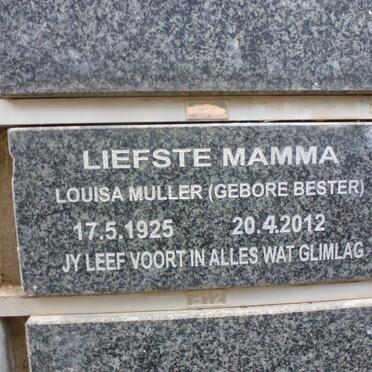 LIEFSTE MAMMA
LOUISA MULLER (GEBORE BESTER)
17.5.1925 20.4.2012
JY LEEF VOORT IN ALLES WAT GLIMLAG